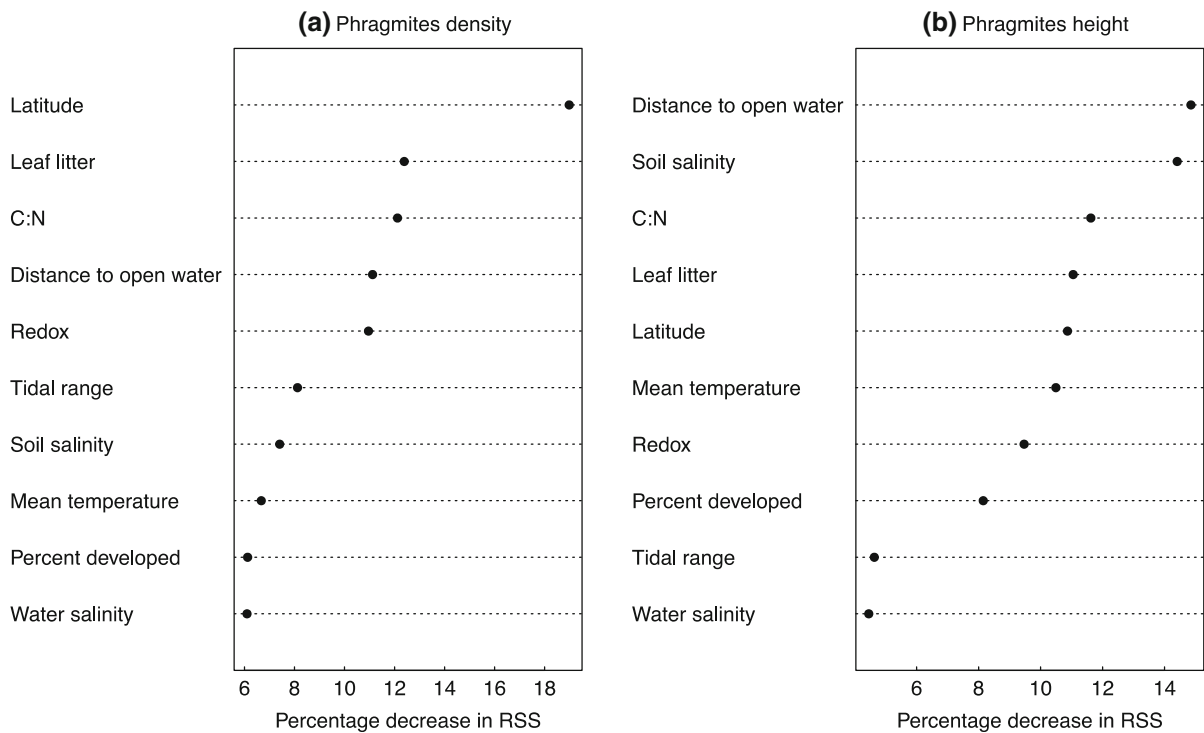 (a) Phragmites density
Latitude
Leaf litter
C:N
Distance to open water
Redox
Tidal range
Soil salinity
Mean temperature
Percent developed
Water salinity
6 8 10 12 14 16 18
Percentage decrease in RSS
(b) Phragmites height
Distance to open water
Soil salinity
C:N
Leaf litter
Latitude
Mean temperature
Redox
Percent developed
Tidal range
Water salinity
6 8 10 12 14
Percentage decrease in RSS